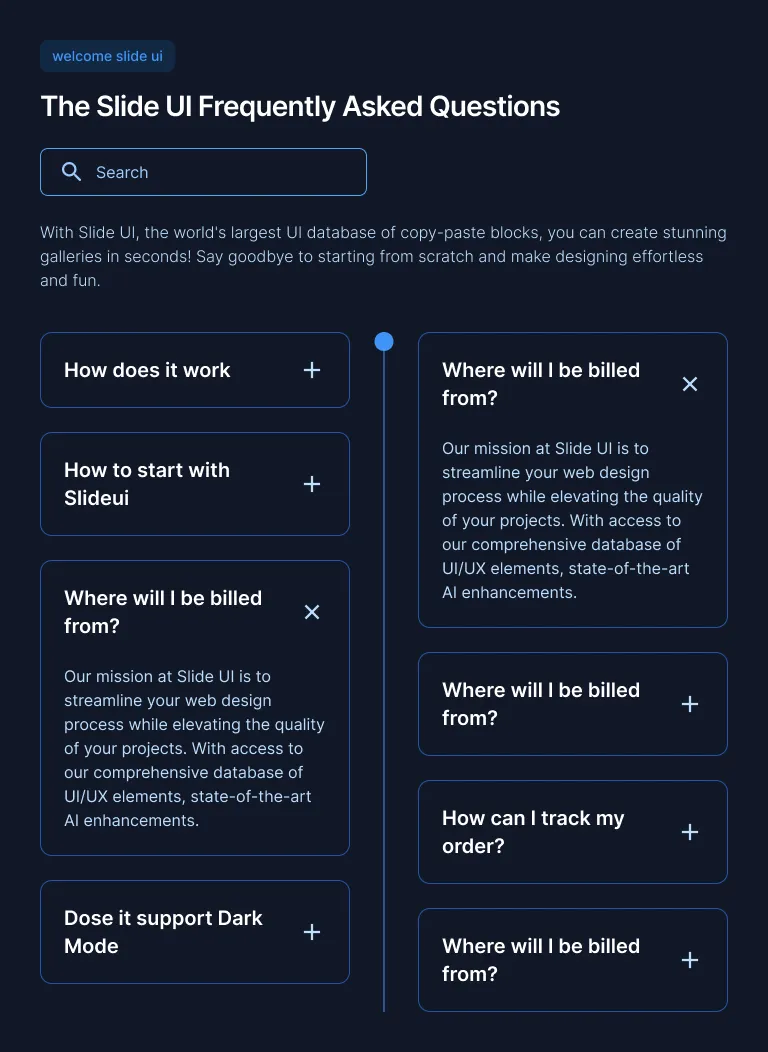 welcome slide ui
The Slide UI Frequently Asked Questions
Search
With Slide UI, the world's largest UI database of copy-paste blocks, you can create stunning
galleries in seconds! Say goodbye to starting from scratch and make designing effortless
and fun.
How does it work
How to start with
Slideui
Where will I be billed
from?
Our mission at Slide UI is to
streamline your web design
process while elevating the quality
of your projects. With access to
our comprehensive database of
UI/UX elements, state-of-the-art
AI enhancements.
Dose it support Dark
Mode
Where will I be billed
from?
Our mission at Slide UI is to
streamline your web design
process while elevating the quality
of your projects. With access to
our comprehensive database of
UI/UX elements, state-of-the-art
AI enhancements.
Where will I be billed
from?
How can I track my
order?
Where will I be billed
from?